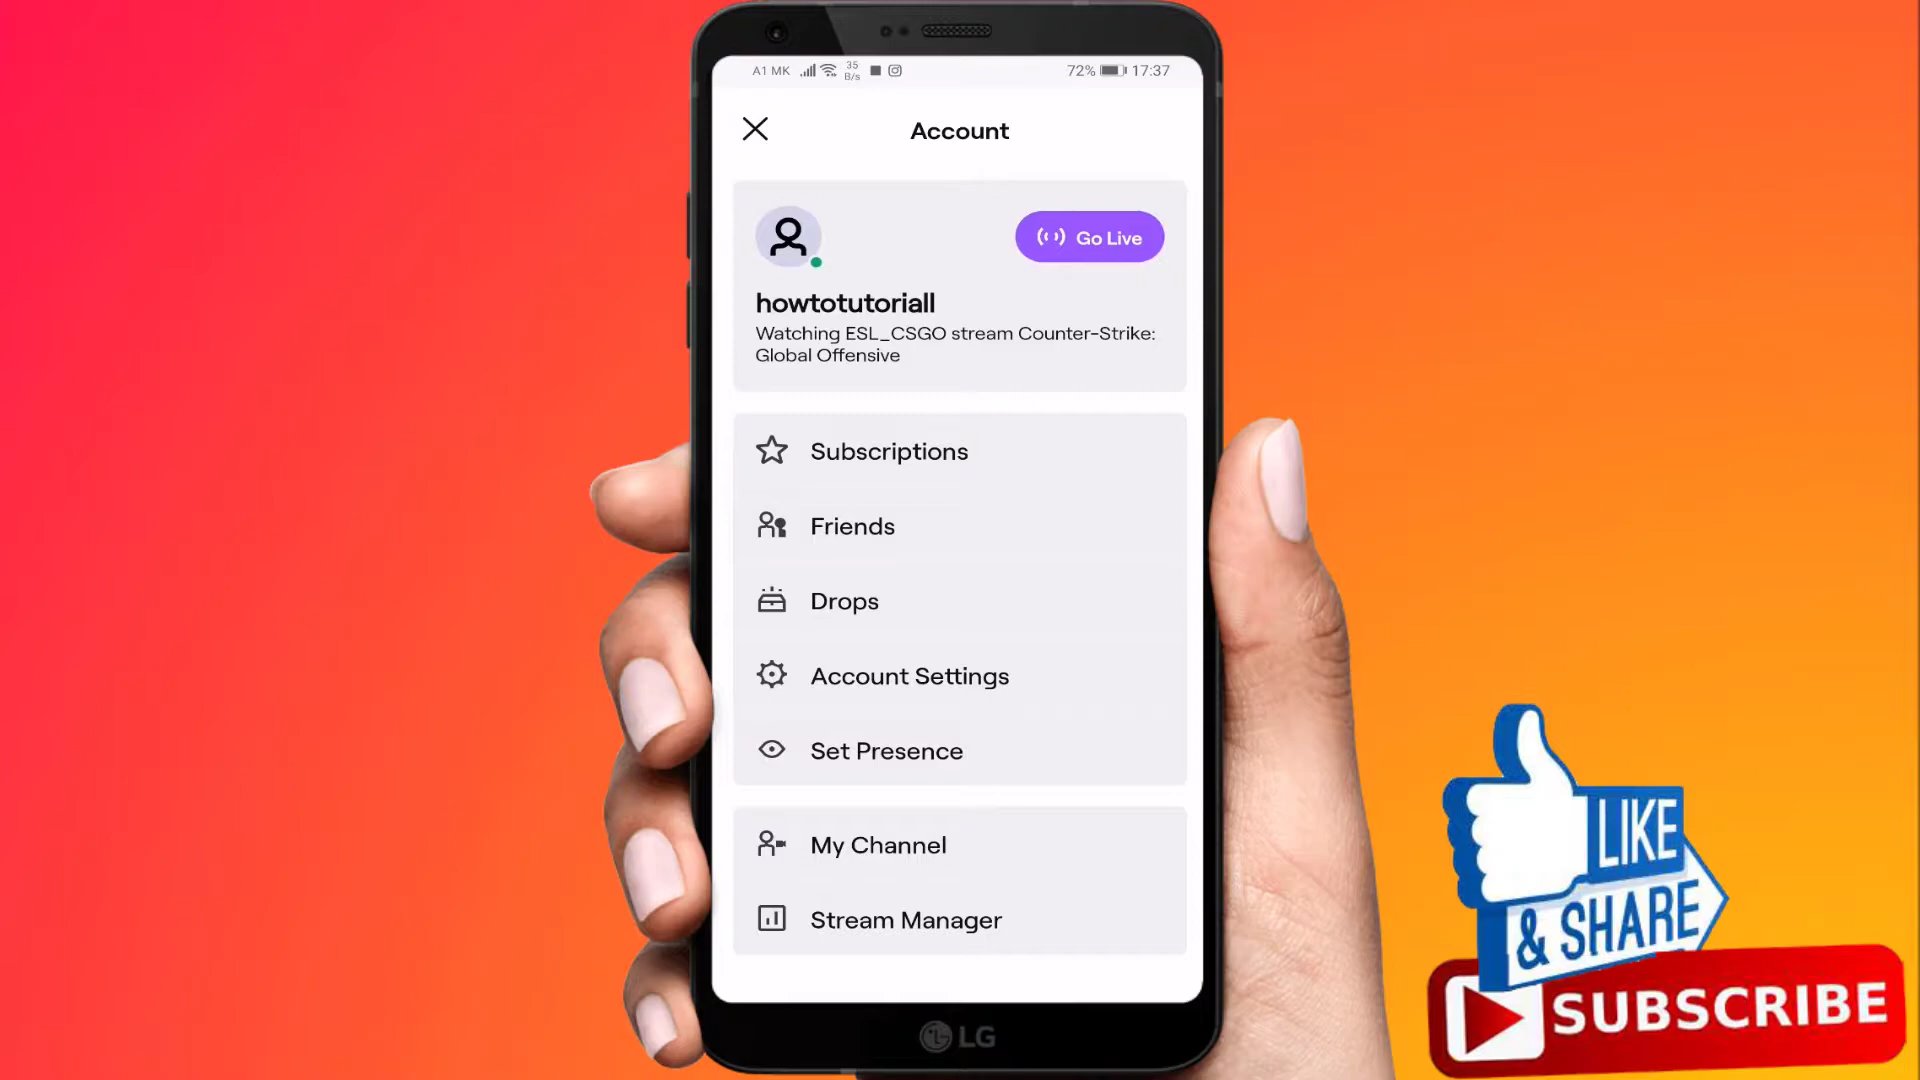 A1 MK 35 B/s 72% 17:37
Account
Go Live
howtotutoriall
Watching ESL_CSGO stream Counter-Strike:
Global Offensive
Subscriptions
Friends
Drops
Account Settings
Set Presence
My Channel
Stream Manager
LG
LIKE
& SHARE
SUBSCRIBE